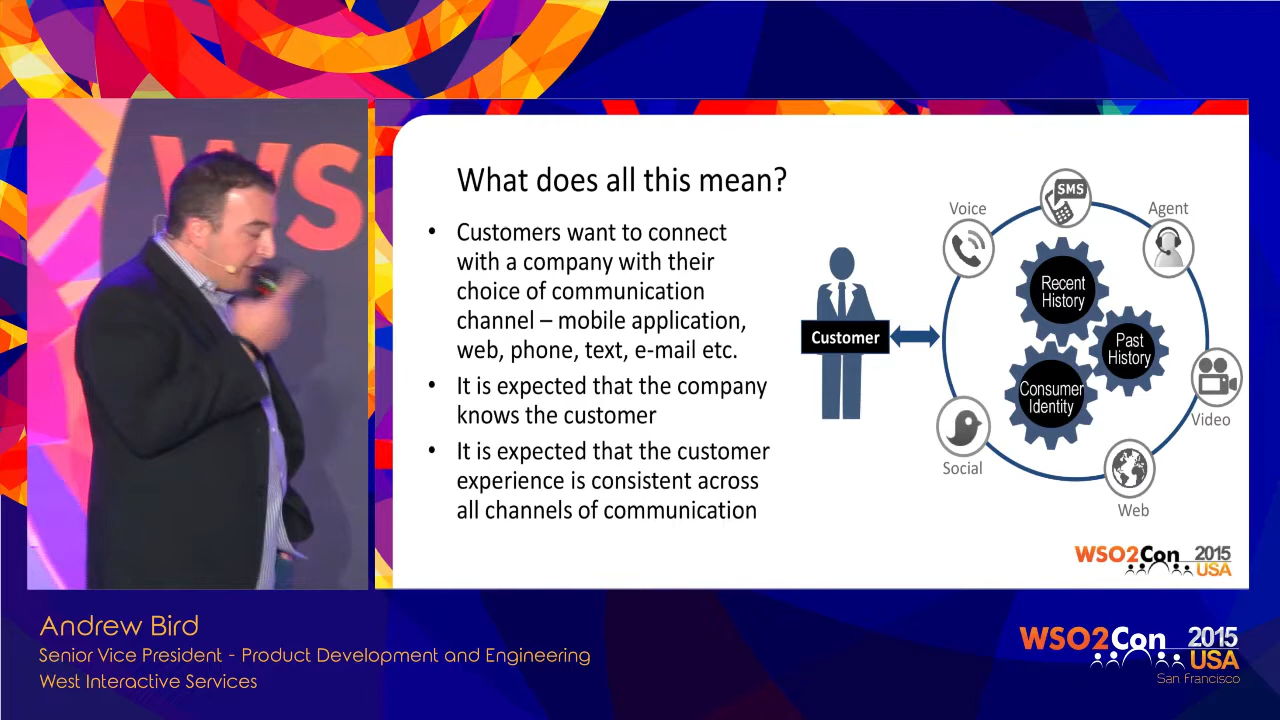 WS
What does all this mean?
• Customers want to connect
with a company with their
choice of communication
channel – mobile application,
web, phone, text, e-mail etc.
• It is expected that the company
knows the customer
• It is expected that the customer
experience is consistent across
all channels of communication
Customer
Voice
SMS
Agent
Recent
History
Past
History
Consumer
Identity
Video
Social
Web
WSO2Con 2015
USA
Andrew Bird
Senior Vice President - Product Development and Engineering
West Interactive Services
WSO2Con 2015
USA
San Francisco